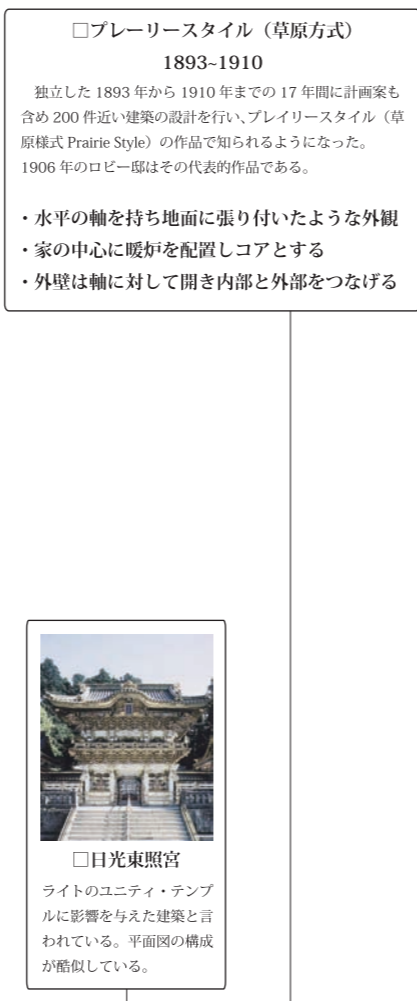 □プレーリースタイル（草原方式）
1893~1910
独立した 1893 年から 1910 年までの 17 年間に計画案も
含め 200 件近い建築の設計を行い、プレイリースタイル（草
原様式 Prairie Style）の作品で知られるようになった。
1906 年のロビー邸はその代表的作品である。
・水平の軸を持ち地面に張り付いたような外観
・家の中心に暖炉を配置しコアとする
・外壁は軸に対して開き内部と外部をつなげる
□日光東照宮
ライトのユニティ・テンプ
ルに影響を与えた建築と言
われている。平面図の構成
が酷似している。